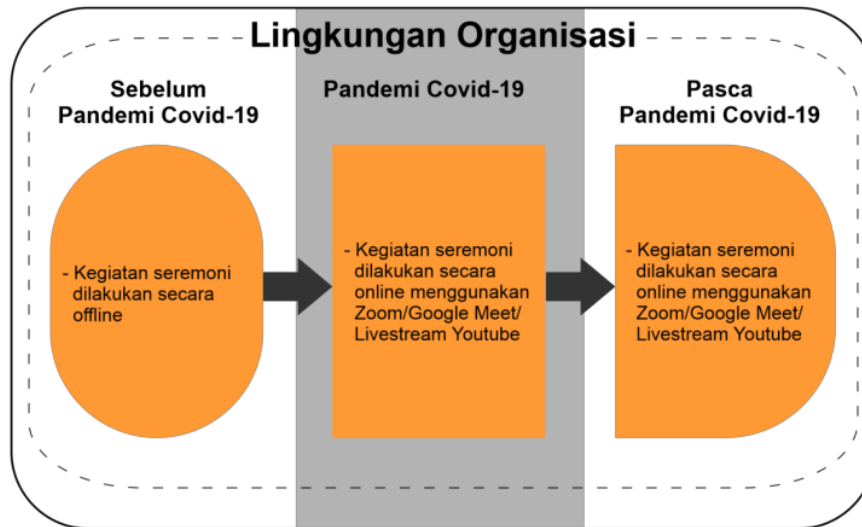 Lingkungan Organisasi
Sebelum
Pandemi Covid-19
- Kegiatan seremoni
dilakukan secara
offline
Pandemi Covid-19
- Kegiatan seremoni
dilakukan secara
online menggunakan
Zoom/Google Meet/
Livestream Youtube
Pasca
Pandemi Covid-19
- Kegiatan seremoni
dilakukan secara
online menggunakan
Zoom/Google Meet/
Livestream Youtube